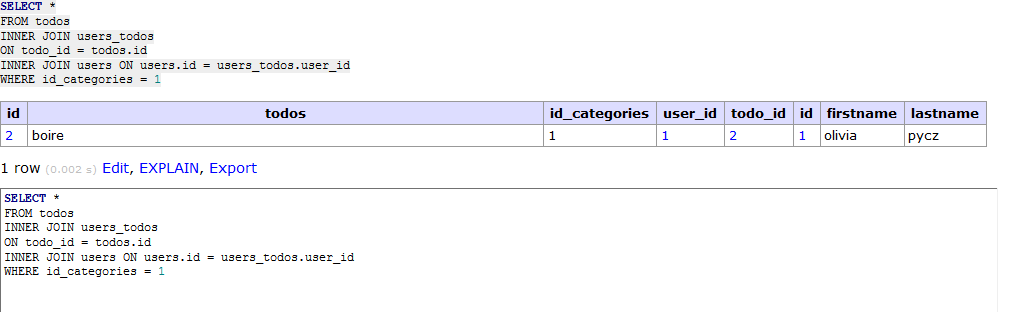 SELECT *
FROM todos
INNER JOIN users_todos
ON todo_id = todos.id
INNER JOIN users ON users.id = users_todos.user_id
WHERE id_categories = 1
id todos id_categories user_id todo_id id firstname lastname
2 boire 1 1 2 1 olivia pycz
1 row (0.002 s) Edit, EXPLAIN, Export
SELECT *
FROM todos
INNER JOIN users_todos
ON todo_id = todos.id
INNER JOIN users ON users.id = users_todos.user_id
WHERE id_categories = 1